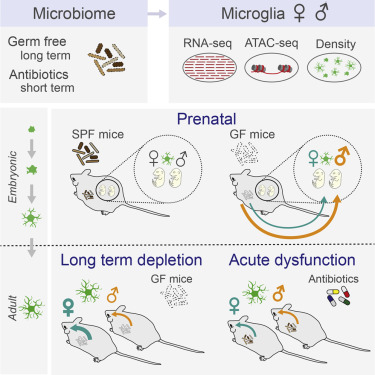 Microbiome
Microglia ♀ ♂
Germ free
long term
Antibiotics
short term
RNA-seq
ATAC-seq
Density
Prenatal
SPF mice
GF mice
♀ ♂
♀ ♂
Embryonic
Adult
Long term depletion
GF mice
♀ ♂
Acute dysfunction
Antibiotics
♀ ♂